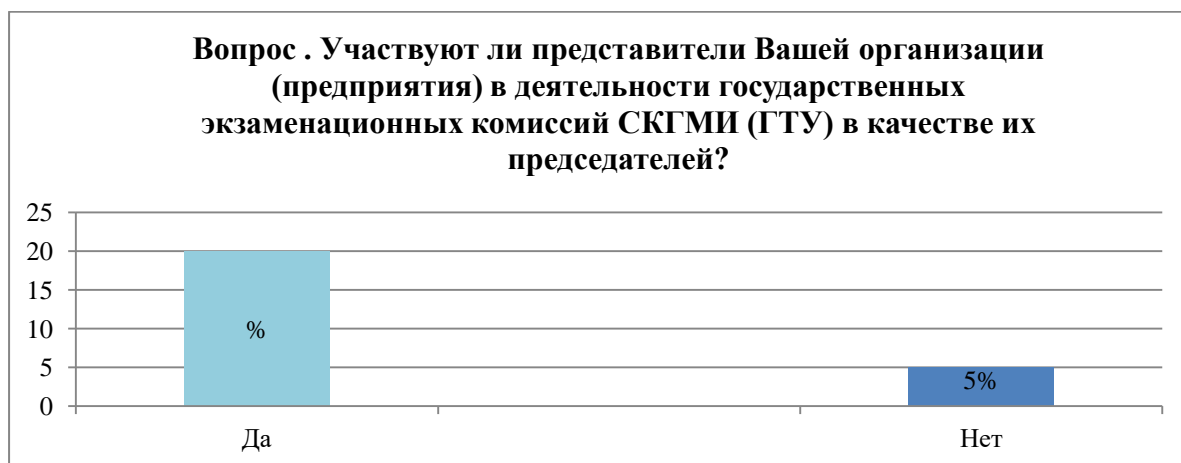 Вопрос . Участвуют ли представители Вашей организации
(предприятия) в деятельности государственных
экзаменационных комиссий СКГМИ (ГТУ) в качестве их
председателей?
25
20
15
10
5
0
%
5%
Да
Нет